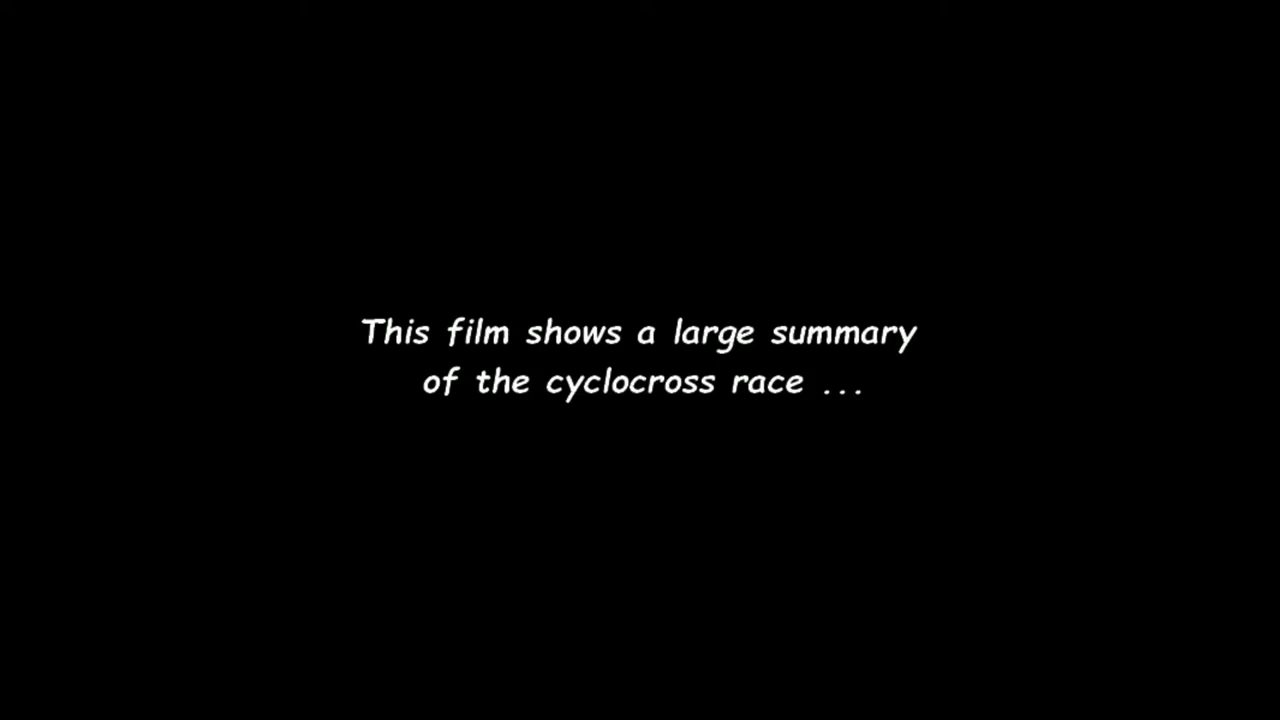 This film shows a large summary
of the cyclocross race ...